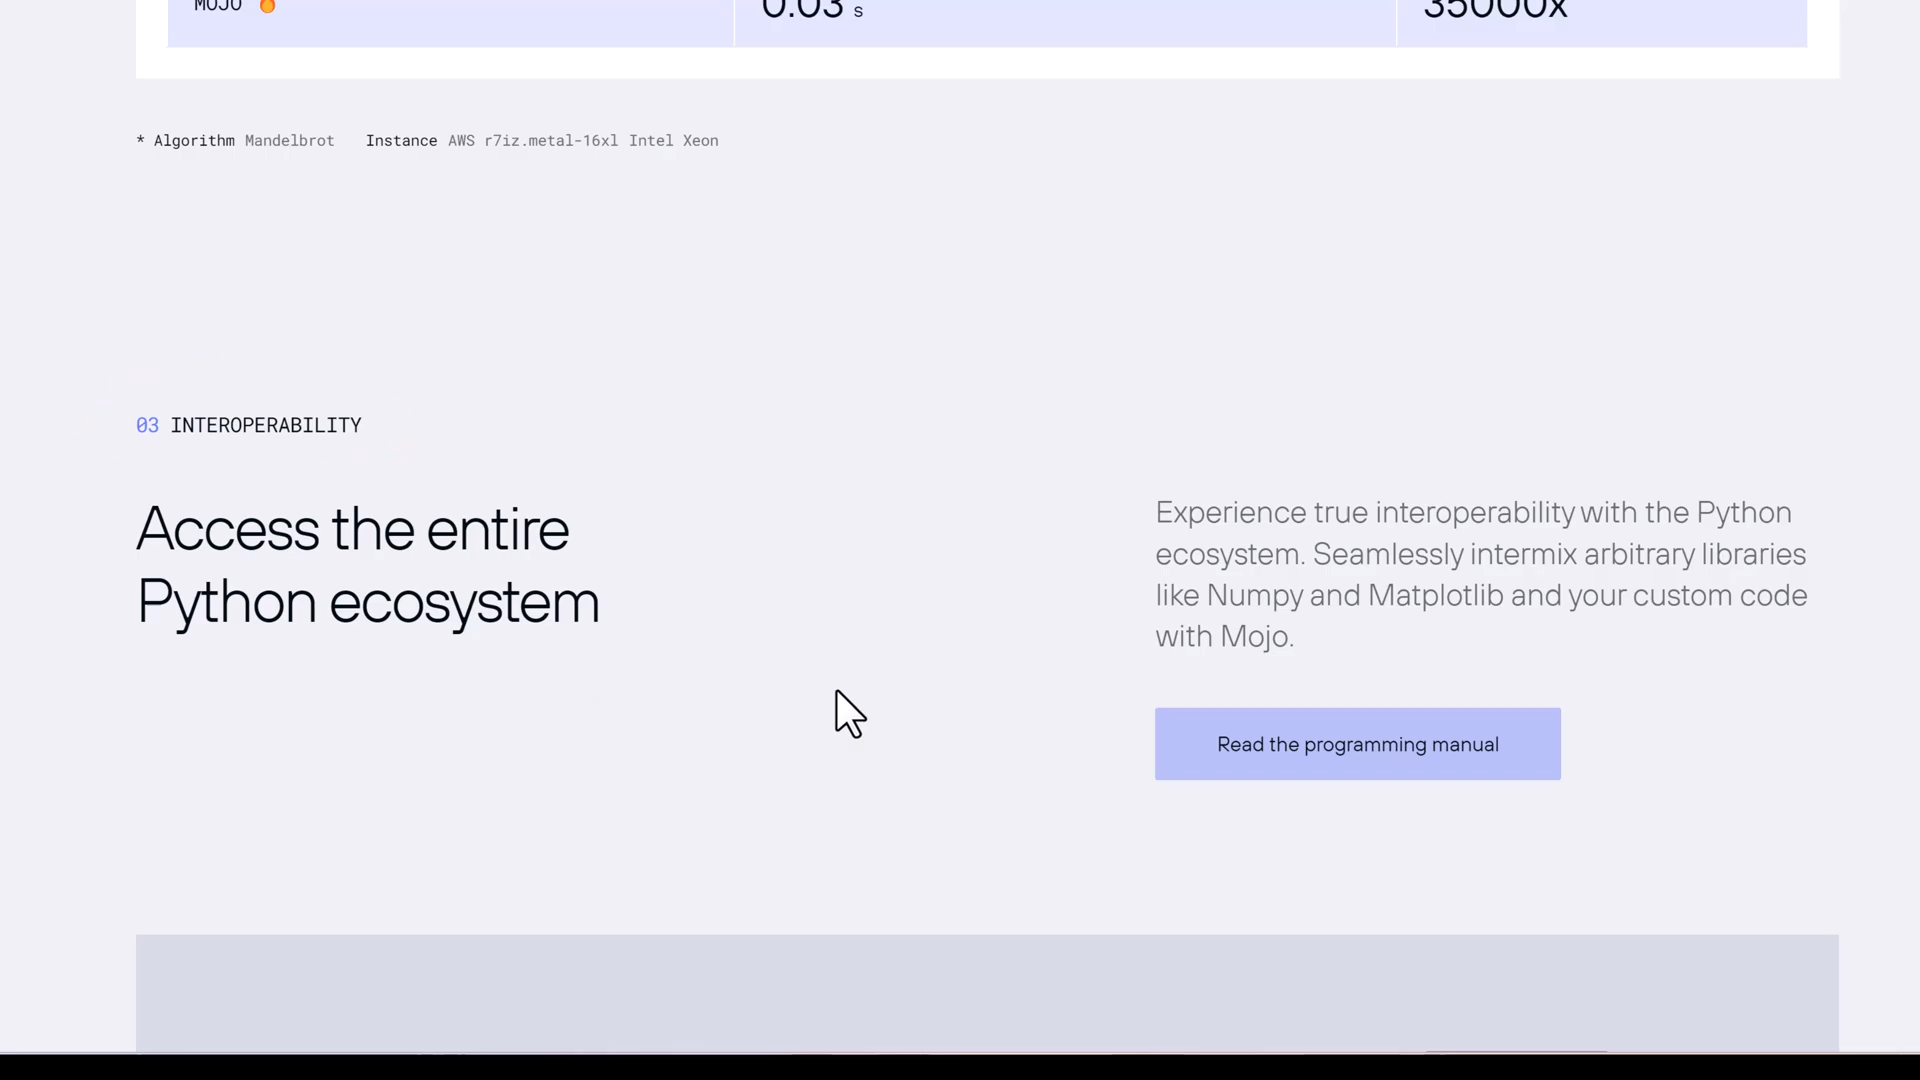 MOJO 🔥 0.03 s 35000x
* Algorithm Mandelbrot Instance AWS r7iz.metal-16xl Intel Xeon
03 INTEROPERABILITY
Access the entire
Python ecosystem
Experience true interoperability with the Python
ecosystem. Seamlessly intermix arbitrary libraries
like Numpy and Matplotlib and your custom code
with Mojo.
Read the programming manual